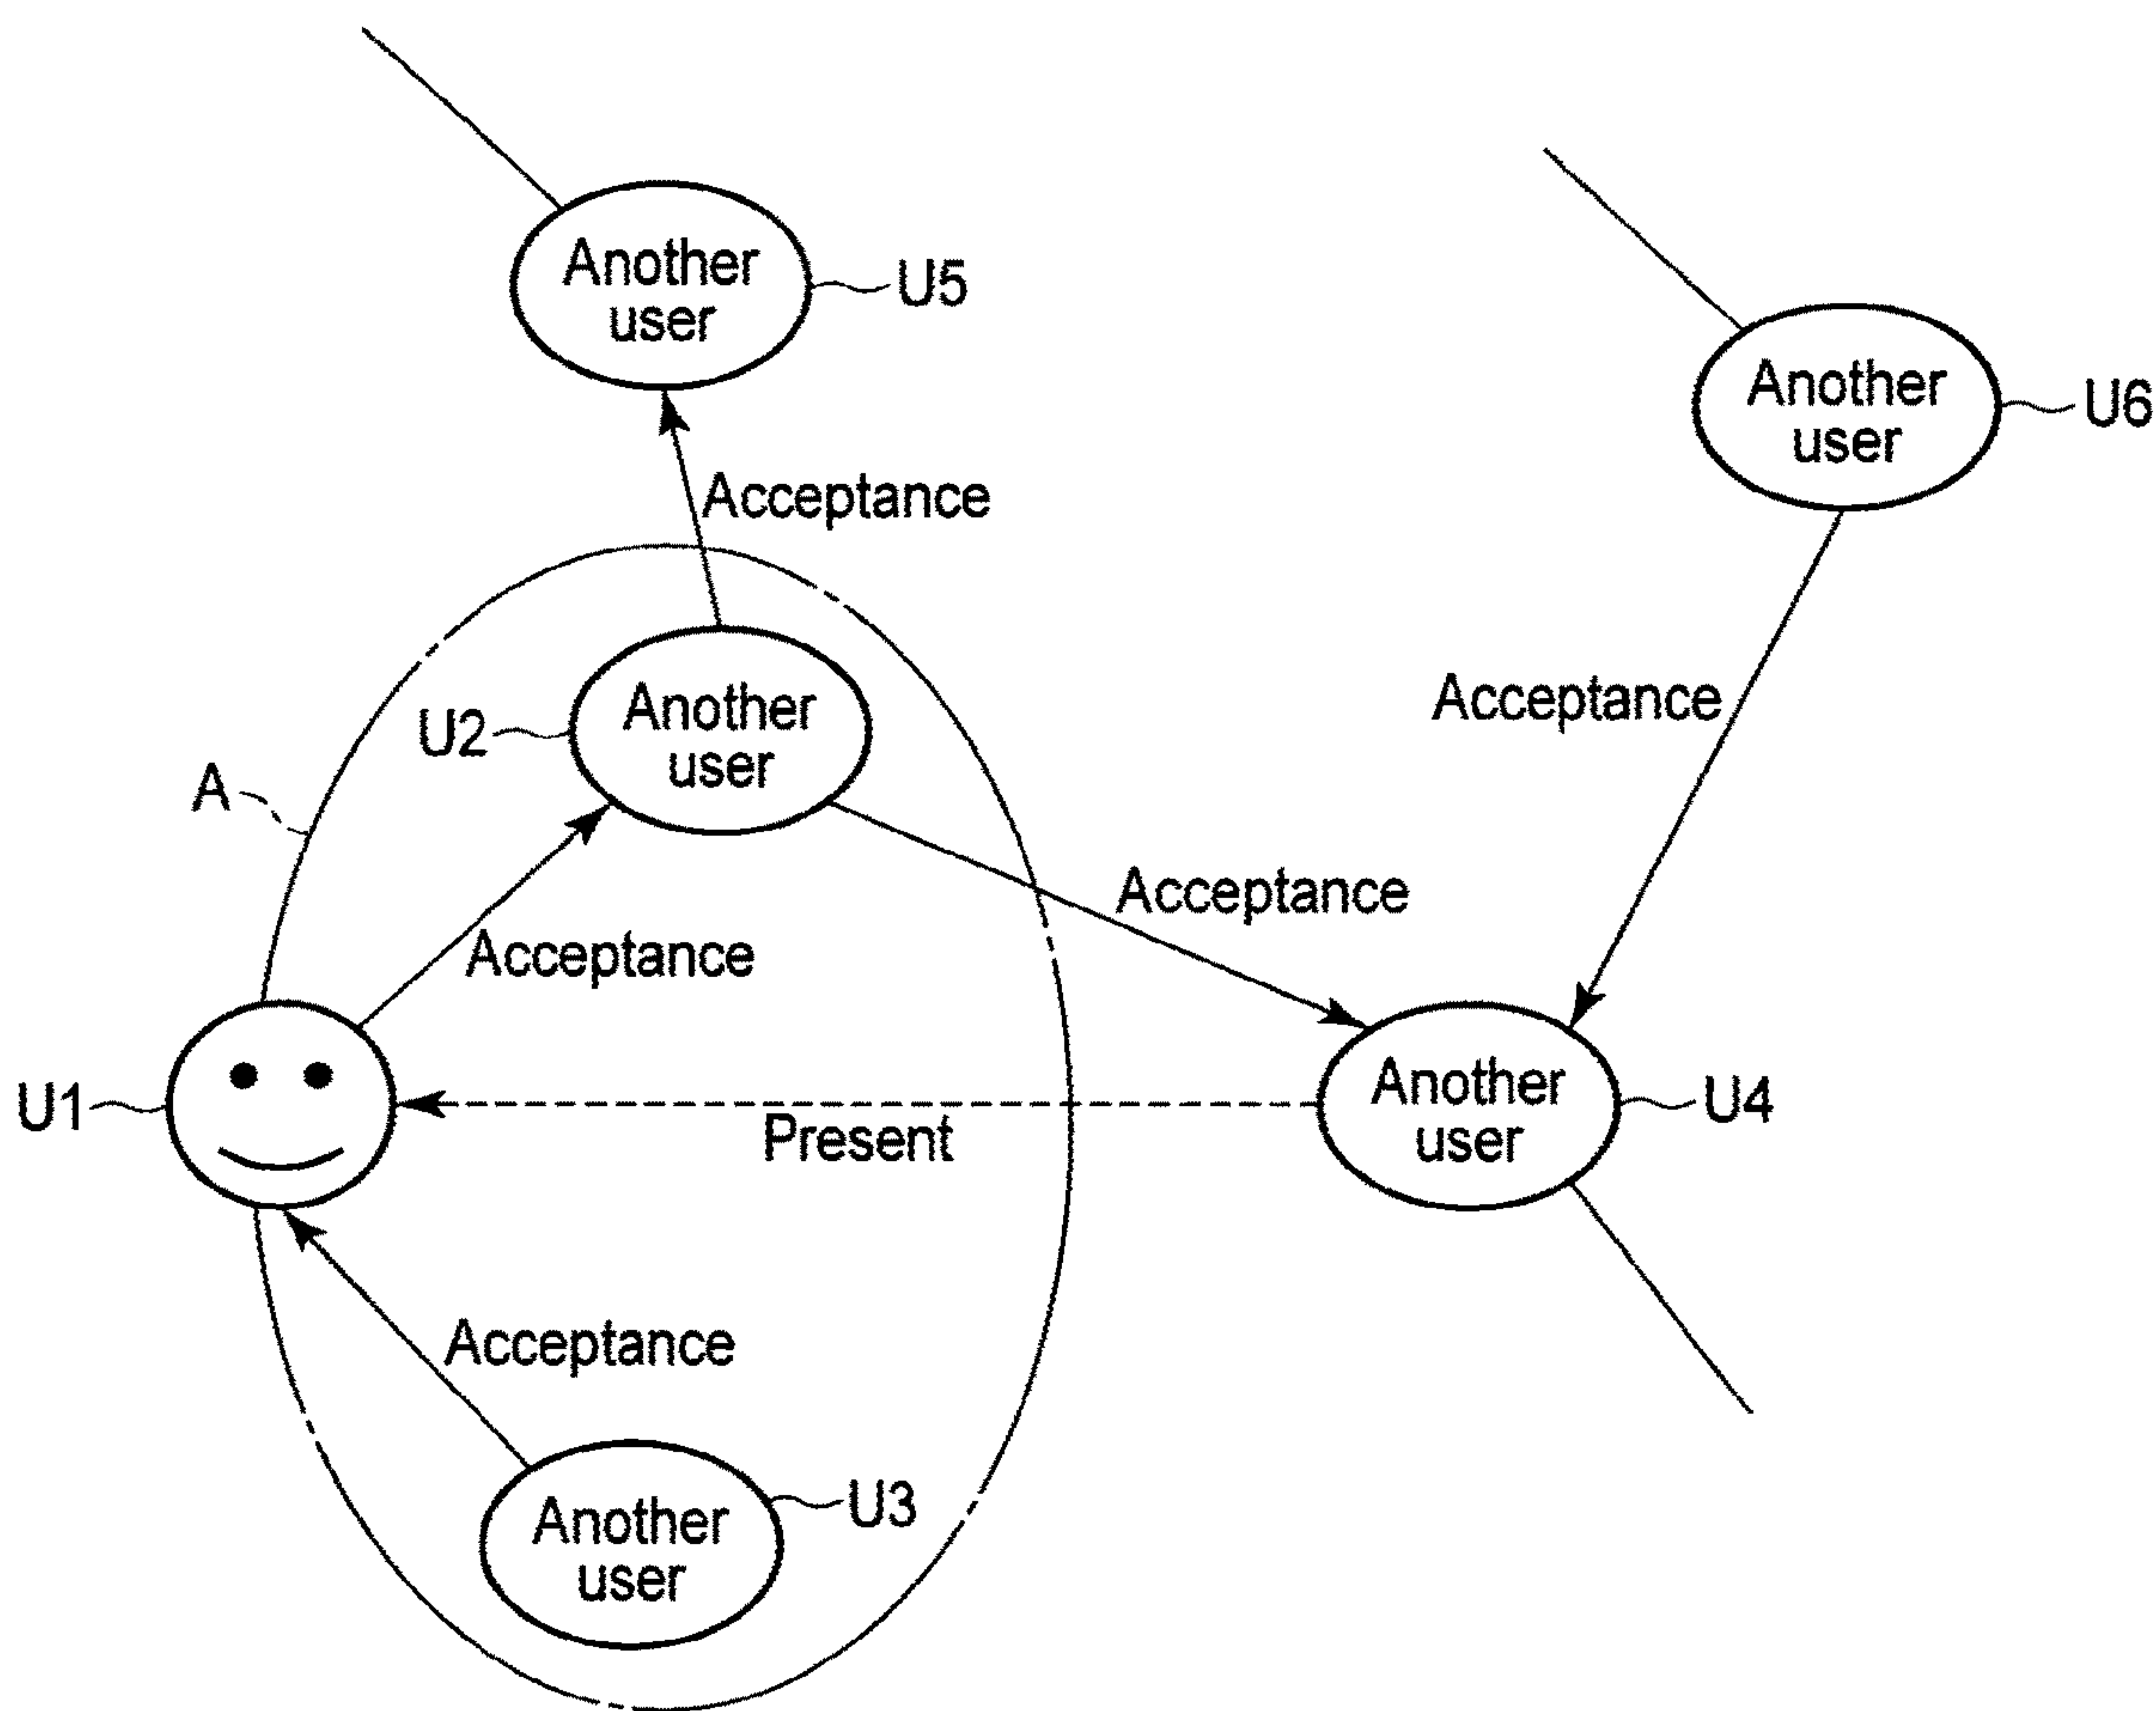 Another
user
U5
Another
user
U6
Acceptance
Acceptance
Another
user
U2
A
Acceptance
Acceptance
U1
Another
user
U4
Present
Acceptance
Another
user
U3